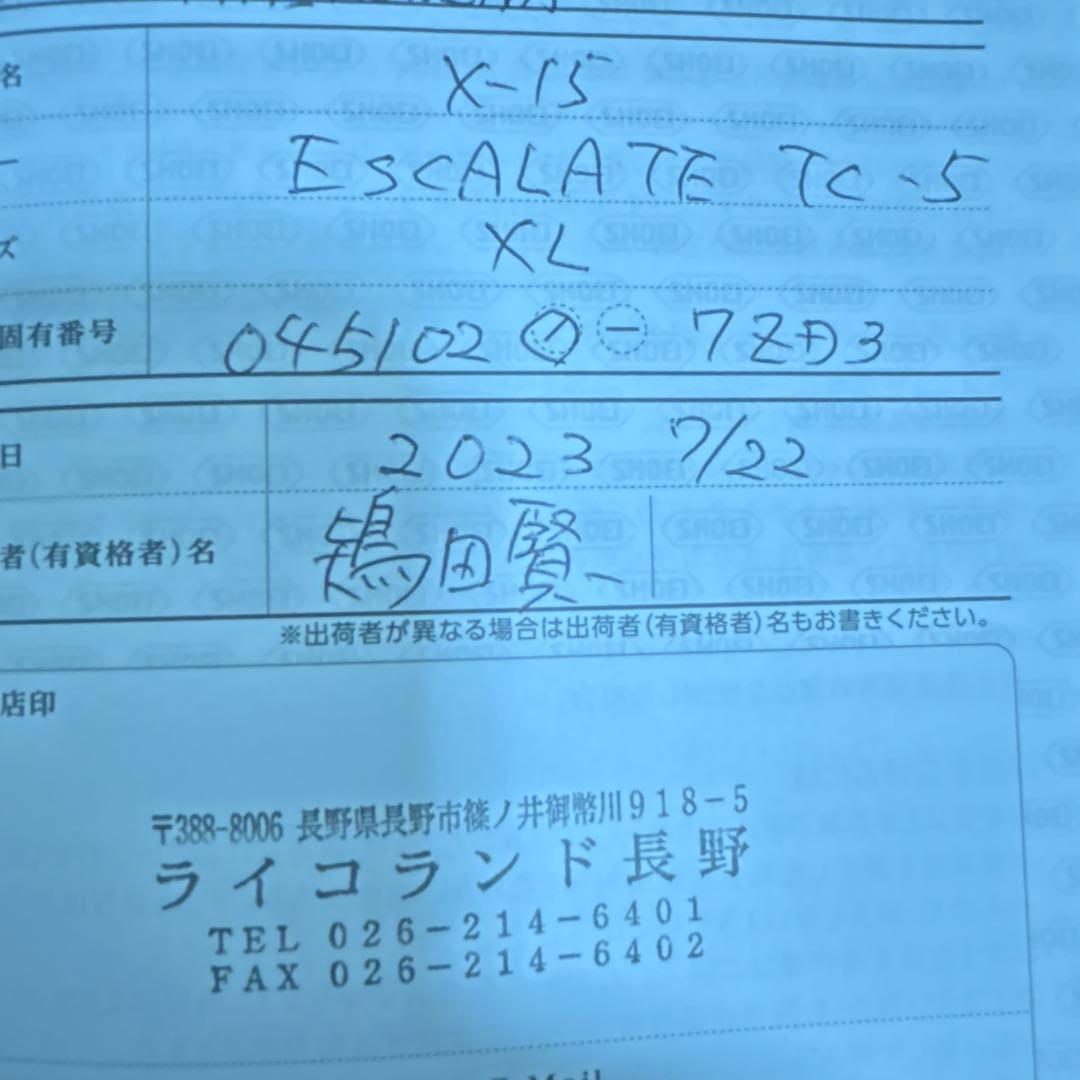 名 X-15
ー ESCALATE TC-5
ズ XL
固有番号 045102 - 7ZD3
日 2023 7/22
者(有資格者)名 鴇田賢一
※出荷者が異なる場合は出荷者(有資格者)名もお書きください。
店印
〒388-8006 長野県長野市篠ノ井御幣川918-5
ライコランド長野
TEL 026-214-6401
FAX 026-214-6402